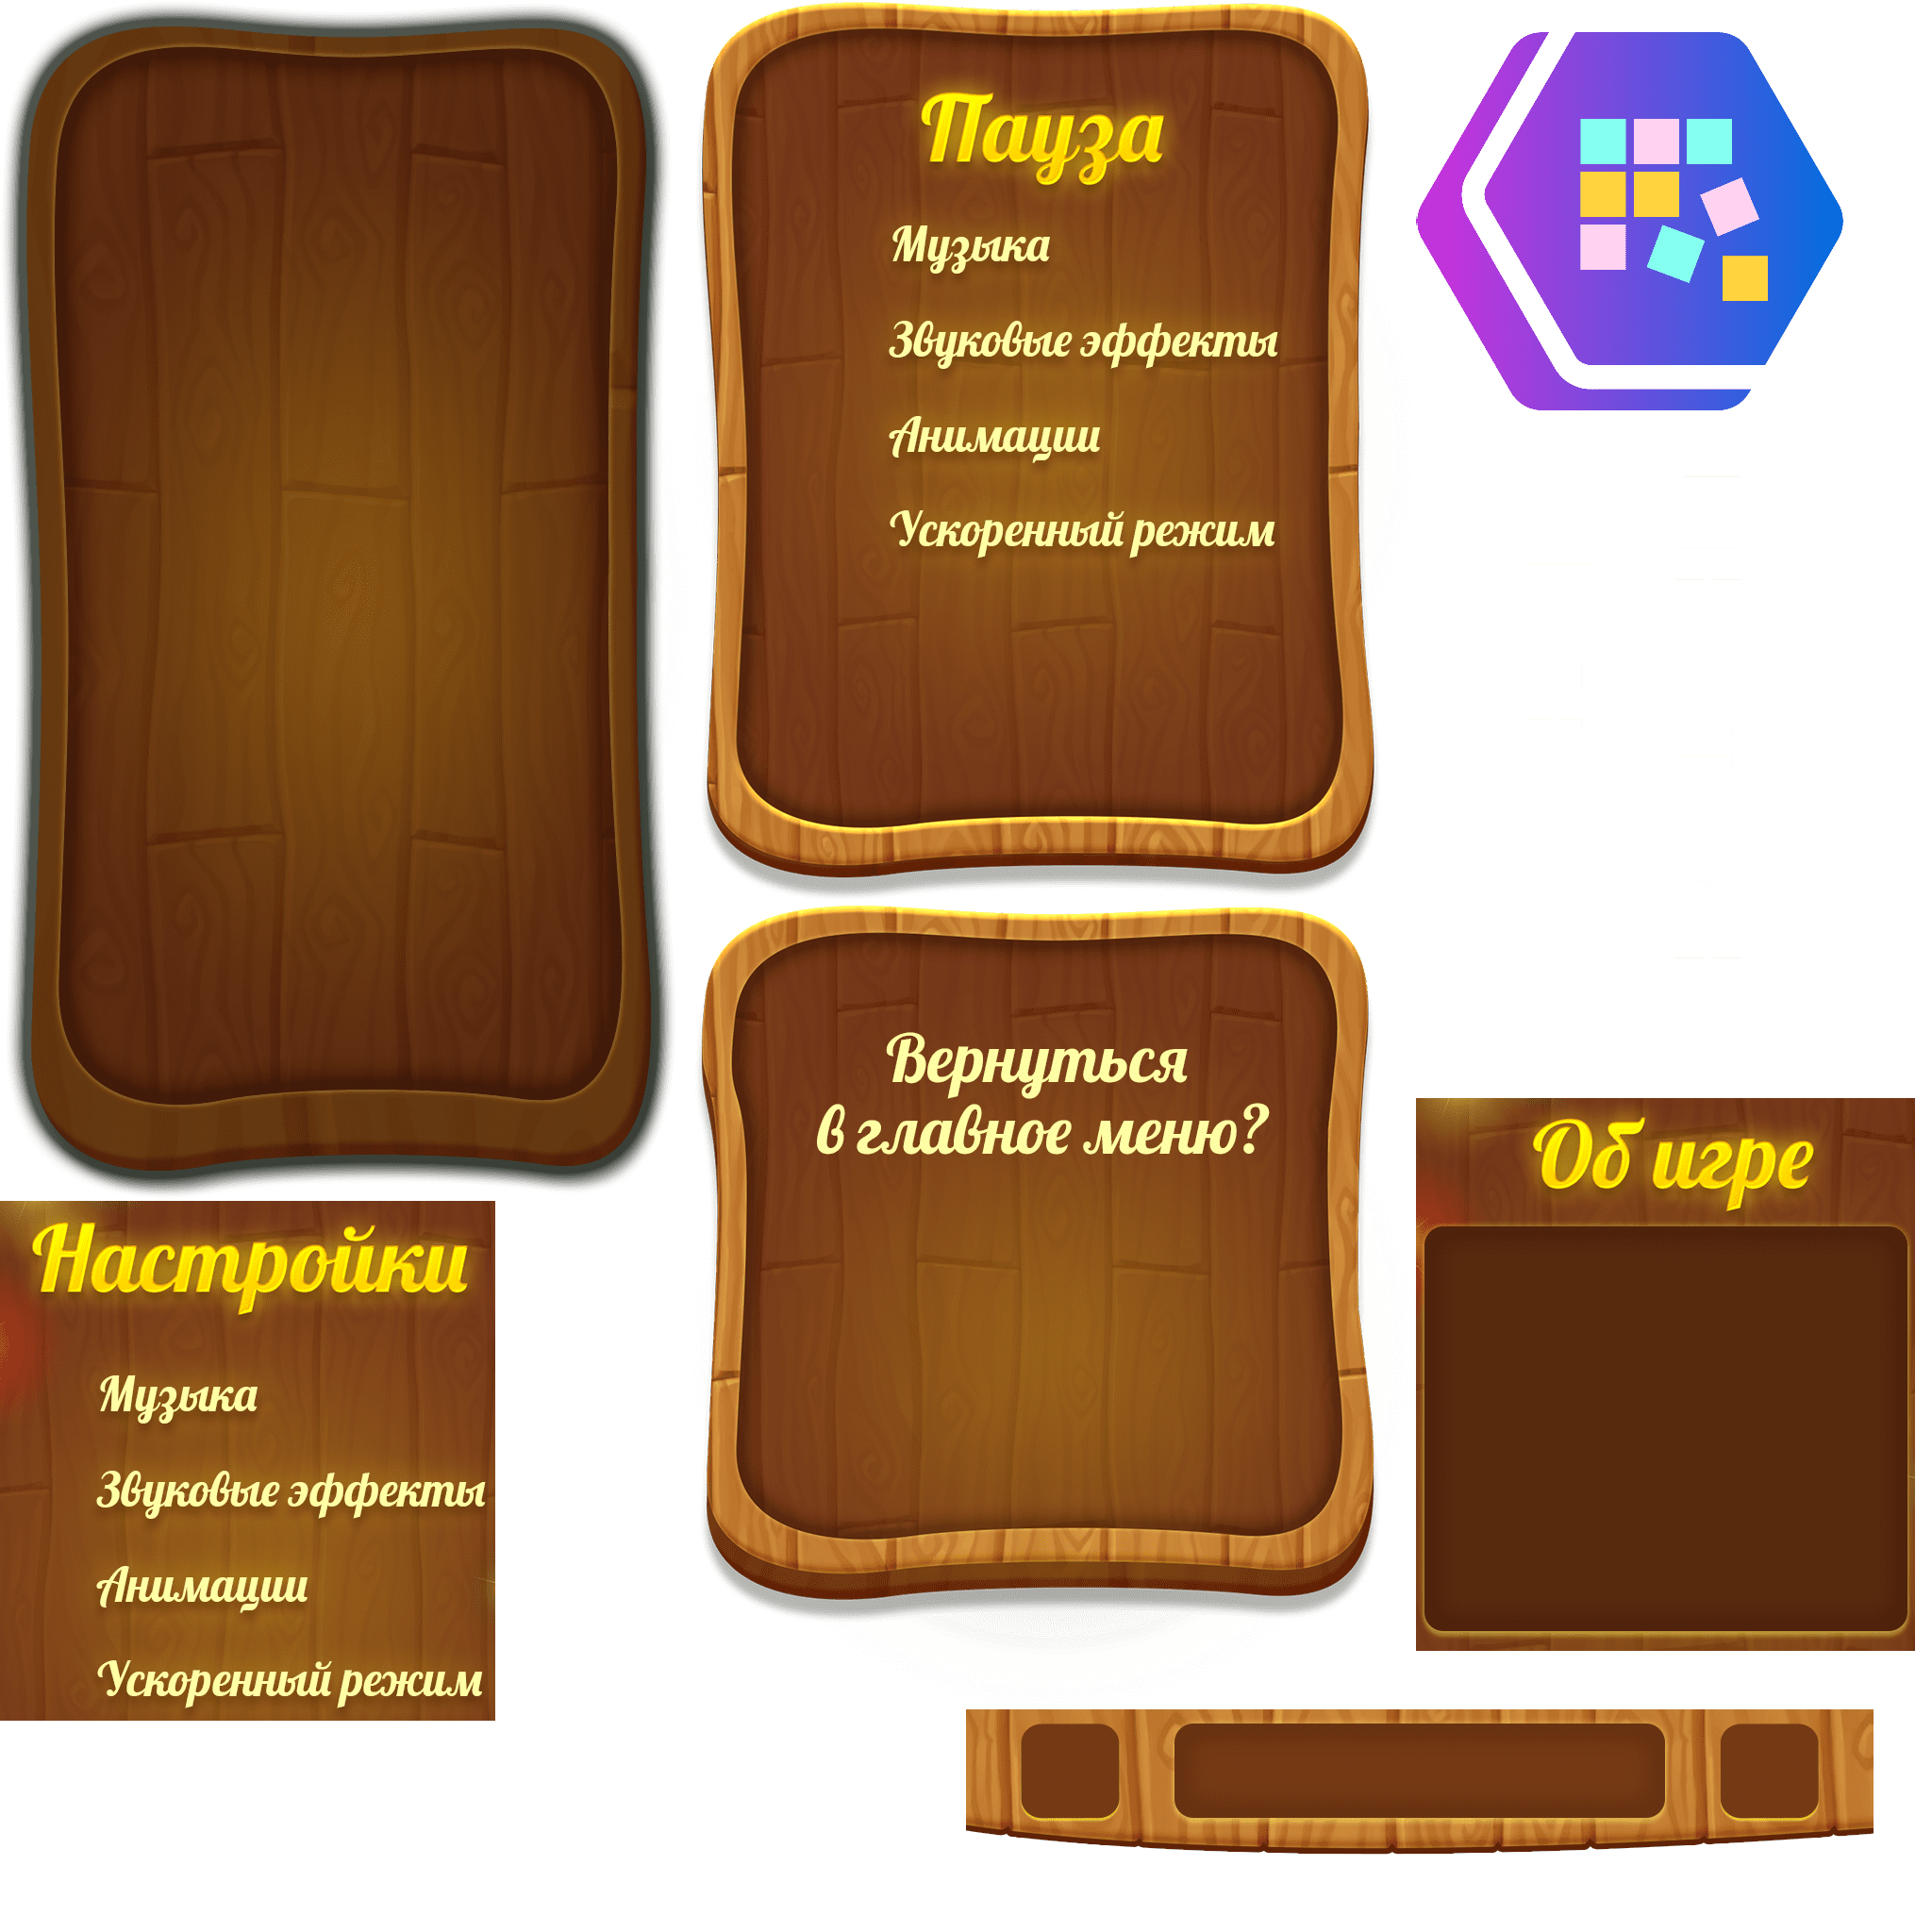 Пауза
Музыка
Звуковые эффекты
Анимации
Ускоренный режим
Вернуться
в главное меню?
Об игре
Настройки
Музыка
Звуковые эффекты
Анимации
Ускоренный режим